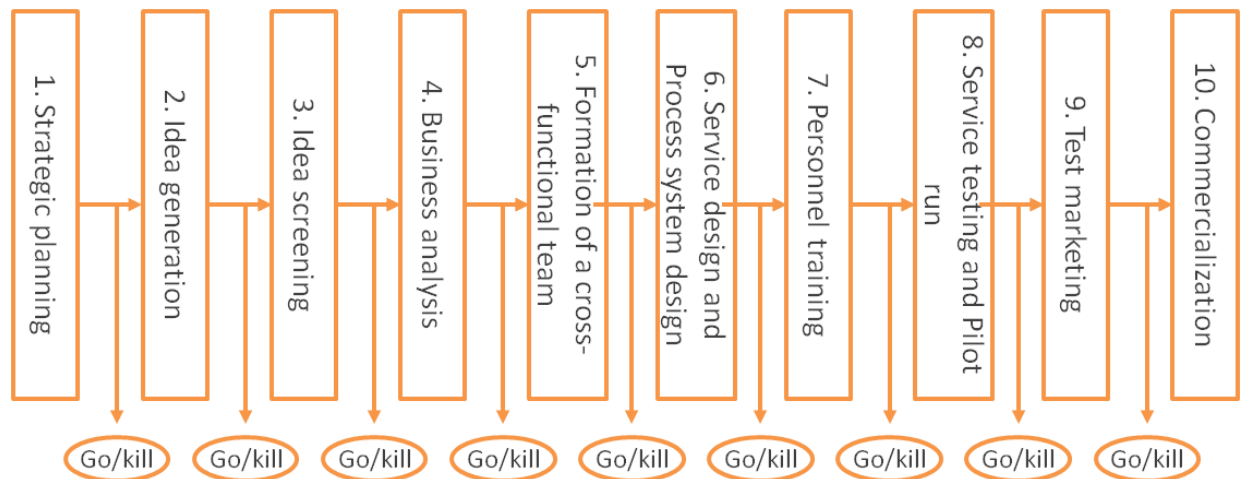 1. Strategic planning
2. Idea generation
3. Idea screening
4. Business analysis
5. Formation of a cross-
functional team
6. Service design and
Process system design
7. Personnel training
8. Service testing and Pilot
run
9. Test marketing
10. Commercialization
Go/kill
Go/kill
Go/kill
Go/kill
Go/kill
Go/kill
Go/kill
Go/kill
Go/kill